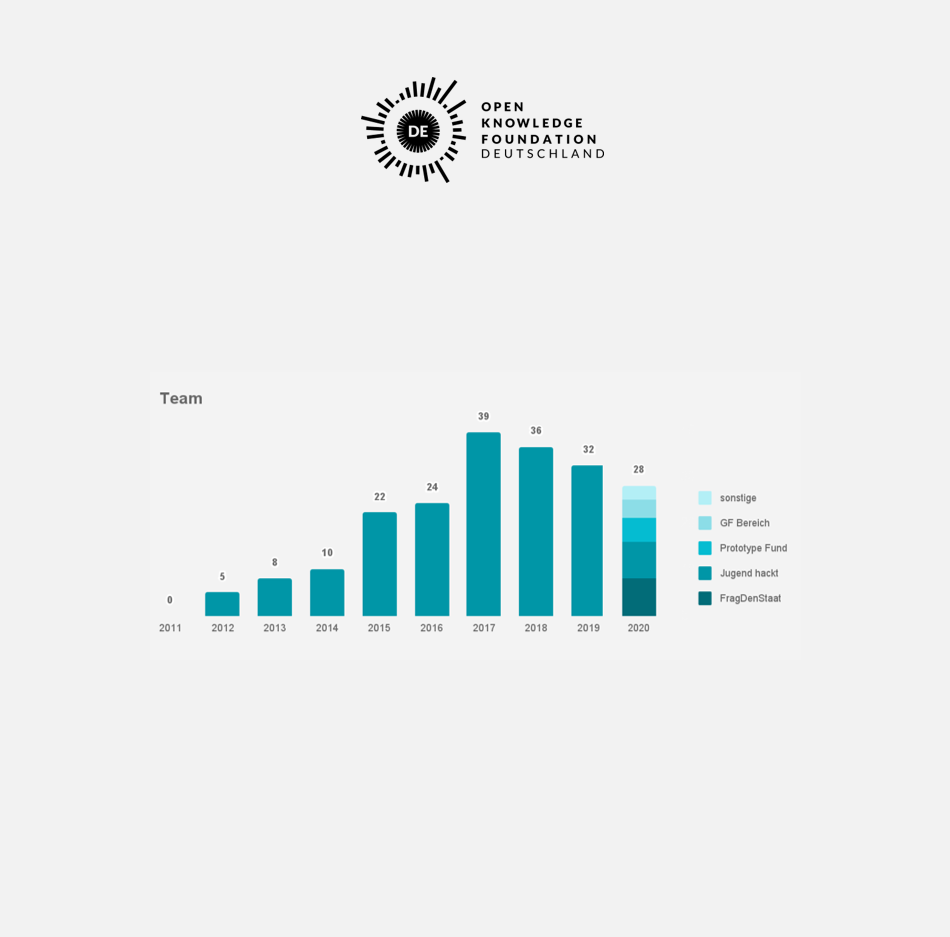 DE
OPEN
KNOWLEDGE
FOUNDATION
DEUTSCHLAND
Team
39
36
32
28
24
22
10
8
5
0
sonstige
GF Bereich
Prototype Fund
Jugend hackt
FragDenStaat
2011 2012 2013 2014 2015 2016 2017 2018 2019 2020